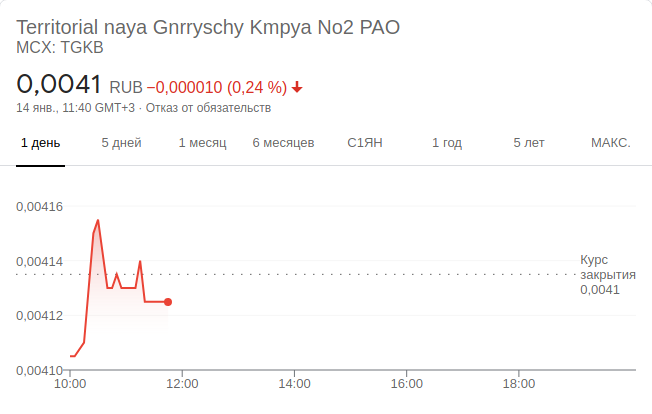 Territorial naya Gnrryschy Kmpya No2 PAO
MCX: TGKB
0,0041 RUB −0,000010 (0,24 %)
14 янв., 11:40 GMT+3 · Отказ от обязательств
1 день 5 дней 1 месяц 6 месяцев С1ЯН 1 год 5 лет МАКС.
0,00416
0,00414
0,00412
0,00410
Курс
закрытия
0,0041
10:00 12:00 14:00 16:00 18:00